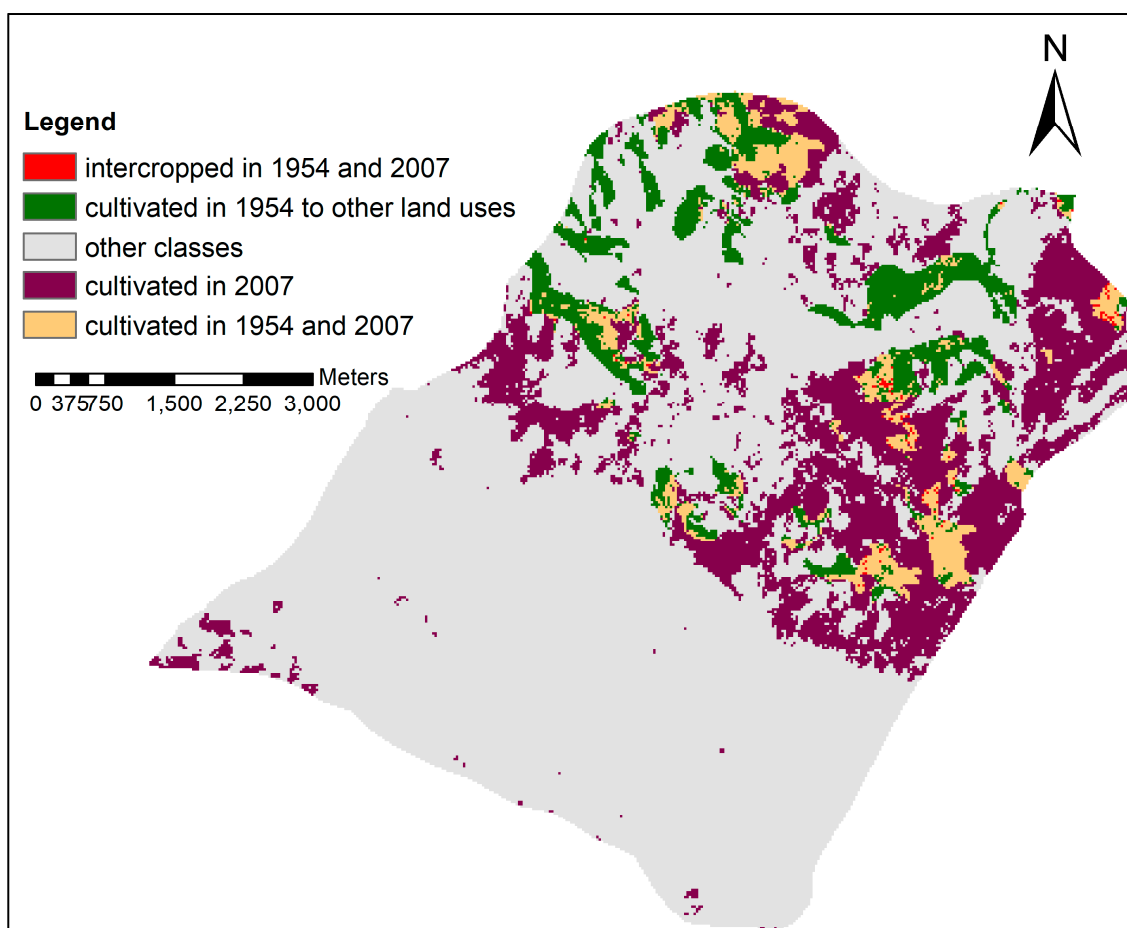 N
Legend
intercropped in 1954 and 2007
cultivated in 1954 to other land uses
other classes
cultivated in 2007
cultivated in 1954 and 2007
Meters
0 375750 1,500 2,250 3,000